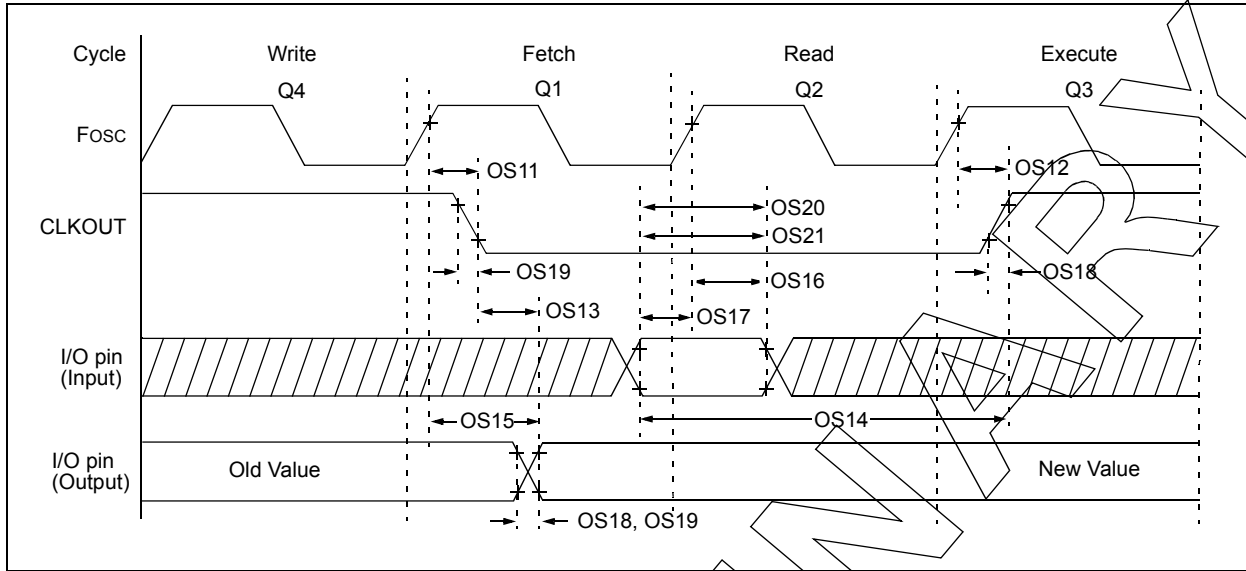 Cycle Write Fetch Read Execute
Q4 Q1 Q2 Q3
FOSC
OS11 OS12
CLKOUT
OS20
OS21
OS19 OS16 OS18
OS13 OS17
I/O pin
(Input)
OS15 OS14
I/O pin
(Output)
Old Value New Value
OS18, OS19